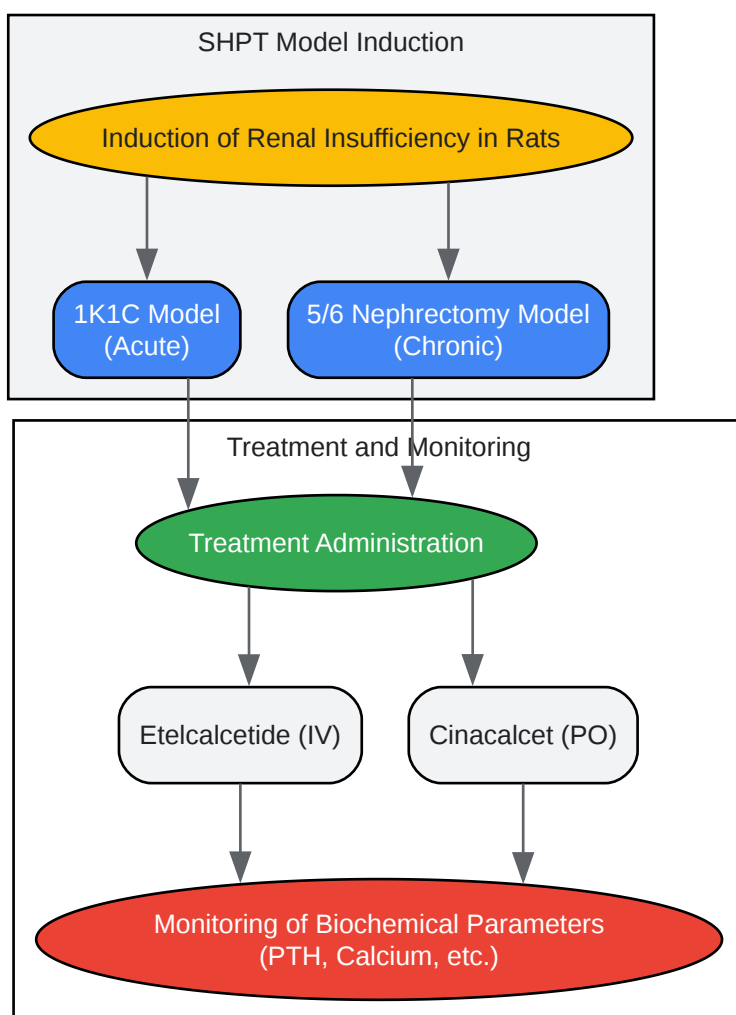 SHPT Model Induction
Induction of Renal Insufficiency in Rats
1K1C Model
(Acute)
5/6 Nephrectomy Model
(Chronic)
Treatment and Monitoring
Treatment Administration
Etelcalcetide (IV)
Cinacalcet (PO)
Monitoring of Biochemical Parameters
(PTH, Calcium, etc.)